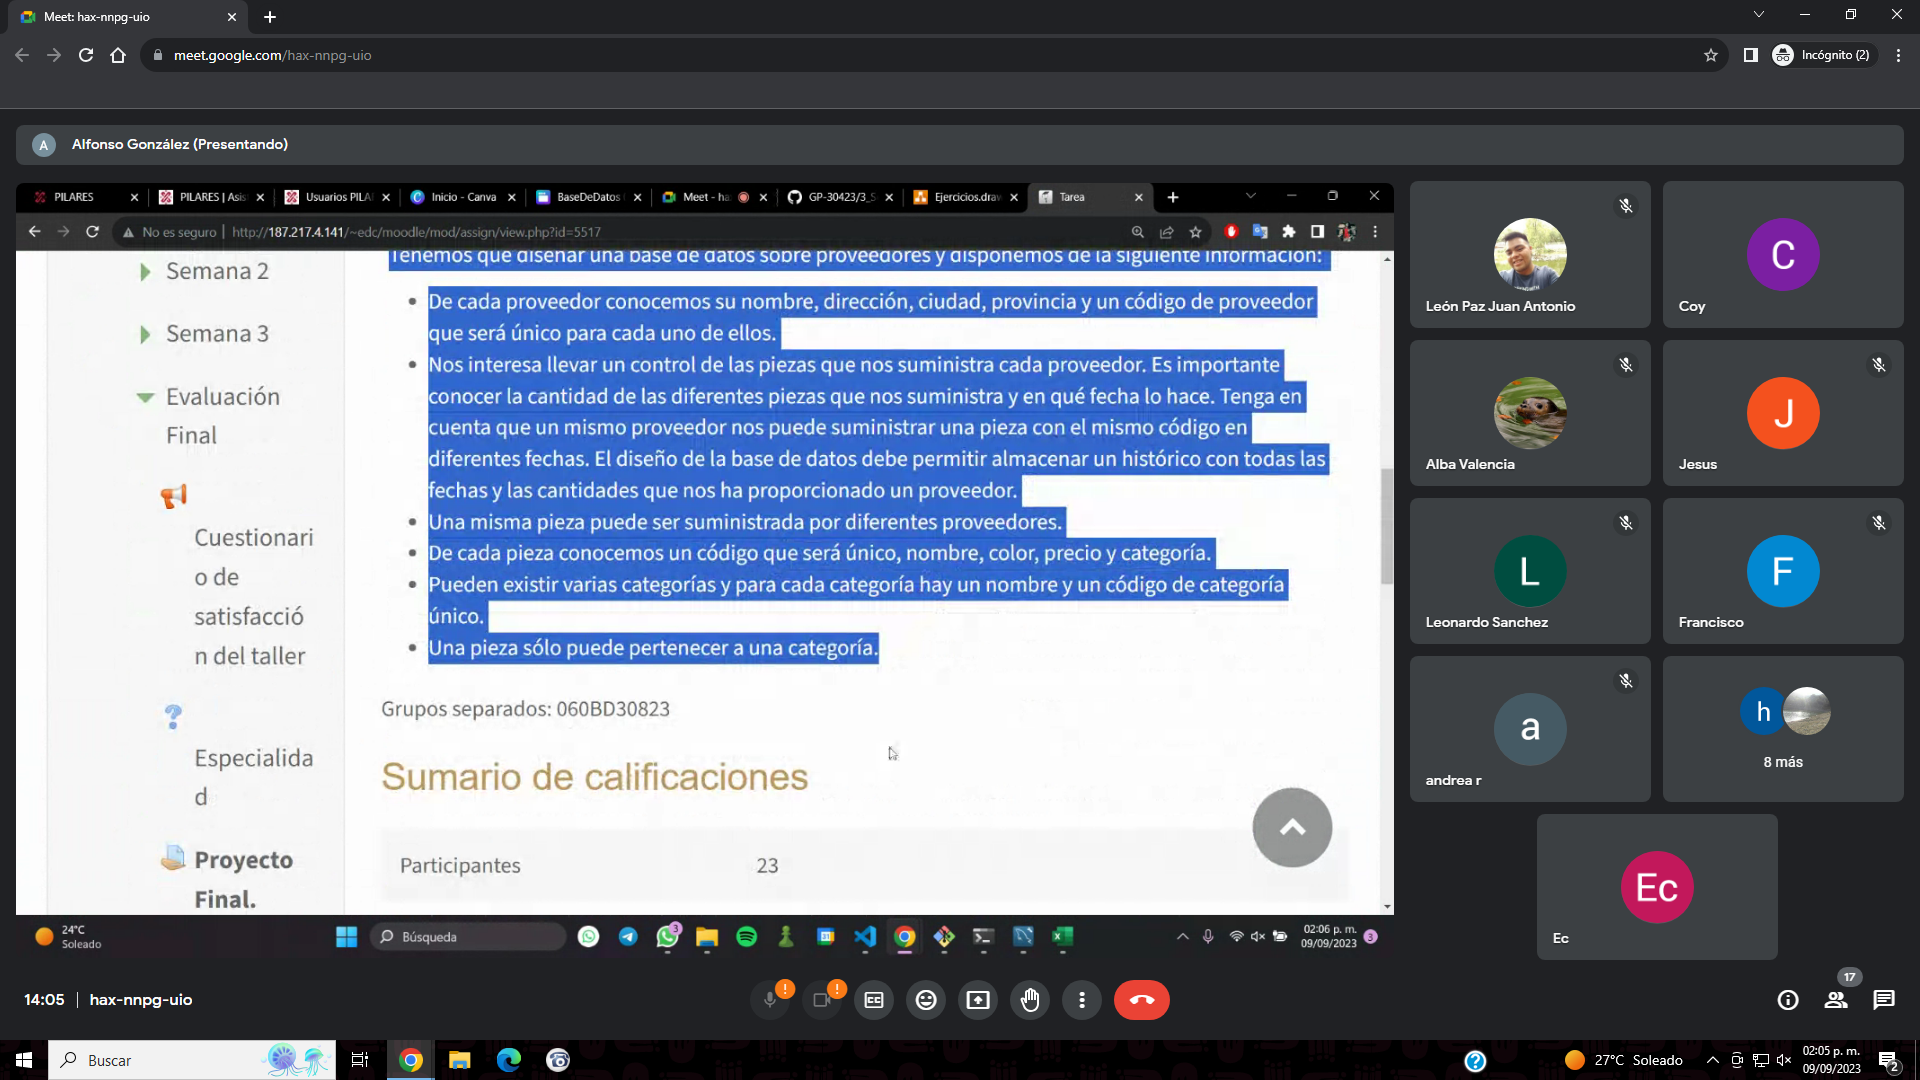 Meet: hax-nnpg-uio
meet.google.com/hax-nnpg-uio
Incógnito (2)
A
Alfonso González (Presentando)
PILARES
PILARES | Asis
Usuarios PILA
Inicio - Canva
BaseDeDatos
Meet - ha
GP-30423/3_S
Ejercicios.draw
Tarea
No es seguro | http://187.217.4.141/~edc/moodle/mod/assign/view.php?id=5517
Semana 2
Semana 3
Evaluación
Final
Cuestionari
o de
satisfacció
n del taller
Especialida
d
Proyecto
Final.
Tenemos que diseñar una base de datos sobre proveedores y disponemos de la siguiente información:
• De cada proveedor conocemos su nombre, dirección, ciudad, provincia y un código de proveedor
que será único para cada uno de ellos.
• Nos interesa llevar un control de las piezas que nos suministra cada proveedor. Es importante
conocer la cantidad de las diferentes piezas que nos suministra y en qué fecha lo hace. Tenga en
cuenta que un mismo proveedor nos puede suministrar una pieza con el mismo código en
diferentes fechas. El diseño de la base de datos debe permitir almacenar un histórico con todas las
fechas y las cantidades que nos ha proporcionado un proveedor.
• Una misma pieza puede ser suministrada por diferentes proveedores.
• De cada pieza conocemos un código que será único, nombre, color, precio y categoría.
• Pueden existir varias categorías y para cada categoría hay un nombre y un código de categoría
único.
• Una pieza sólo puede pertenecer a una categoría.
Grupos separados: 060BD30823
Sumario de calificaciones
Participantes 23
24°C
Soleado
Búsqueda
3
02:06 p. m.
09/09/2023
3
León Paz Juan Antonio
C
Coy
Alba Valencia
J
Jesus
L
Leonardo Sanchez
F
Francisco
a
andrea r
h
8 más
Ec
Ec
14:05 | hax-nnpg-uio
!
!
CC
17
Buscar
27°C Soleado
02:05 p. m.
09/09/2023
2